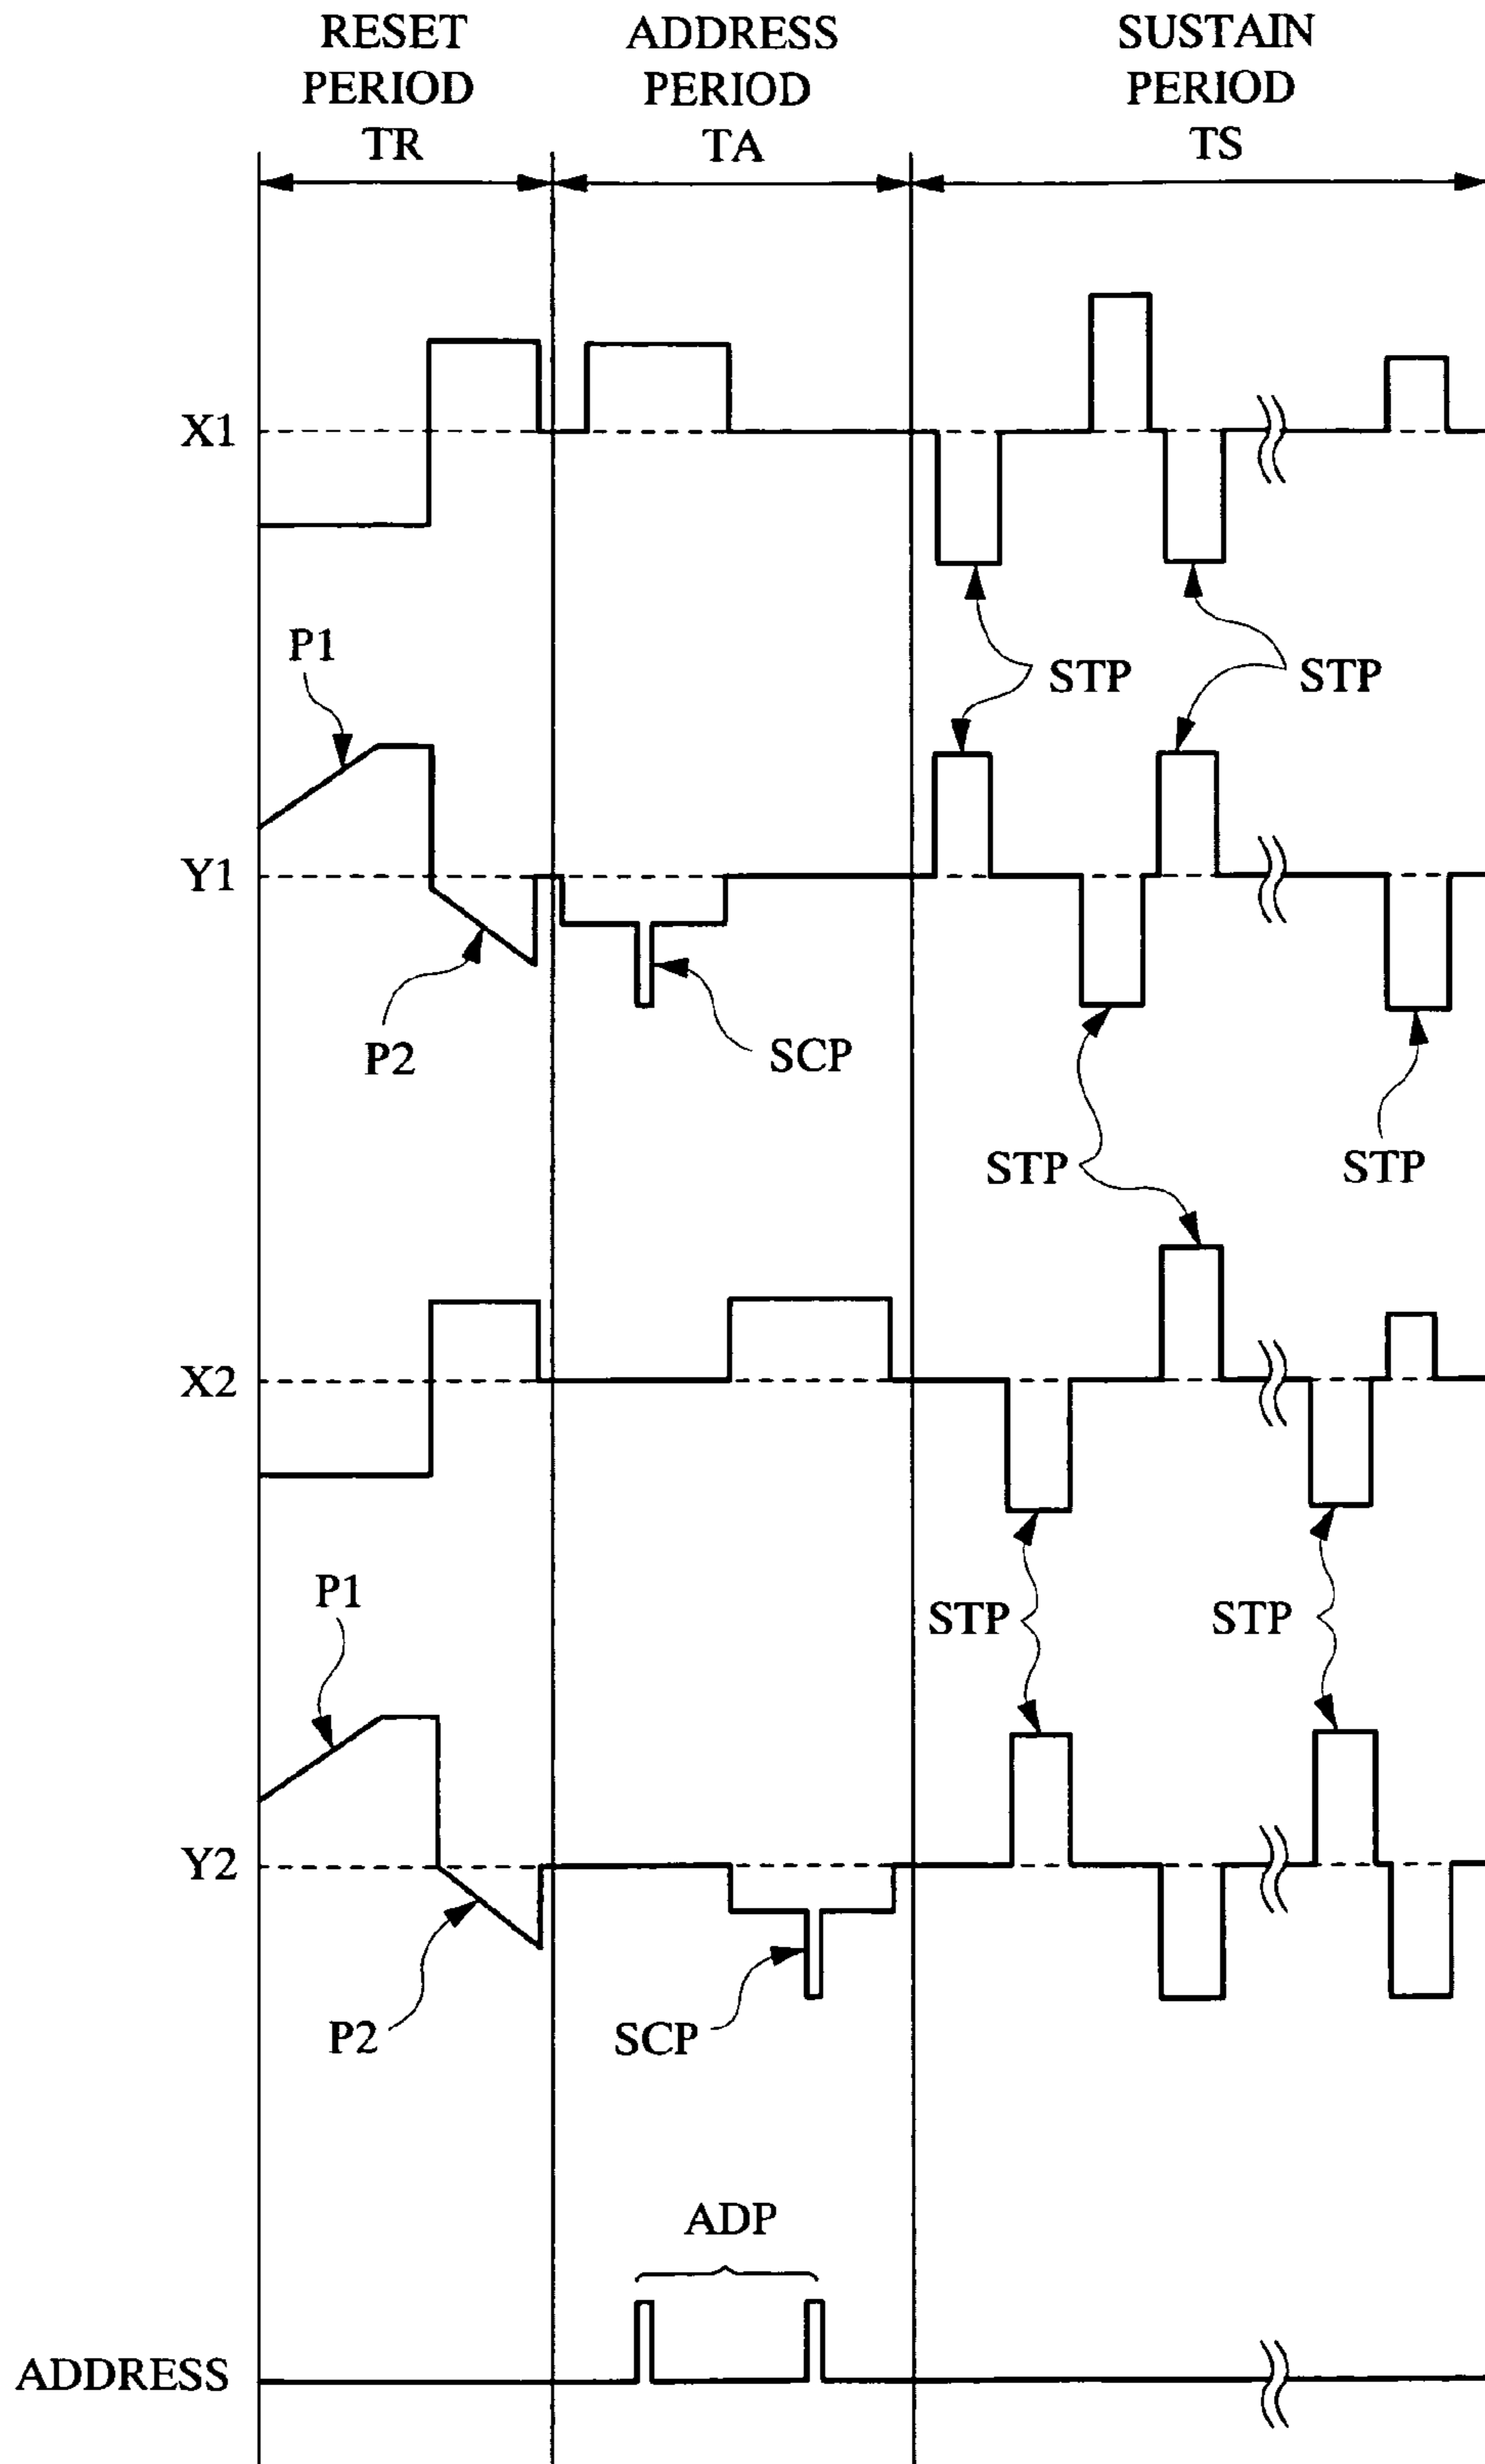 RESET
PERIOD
TR
ADDRESS
PERIOD
TA
SUSTAIN
PERIOD
TS
X1
P1
STP
STP
Y1
P2
SCP
STP
STP
X2
P1
STP
STP
Y2
P2
SCP
ADP
ADDRESS